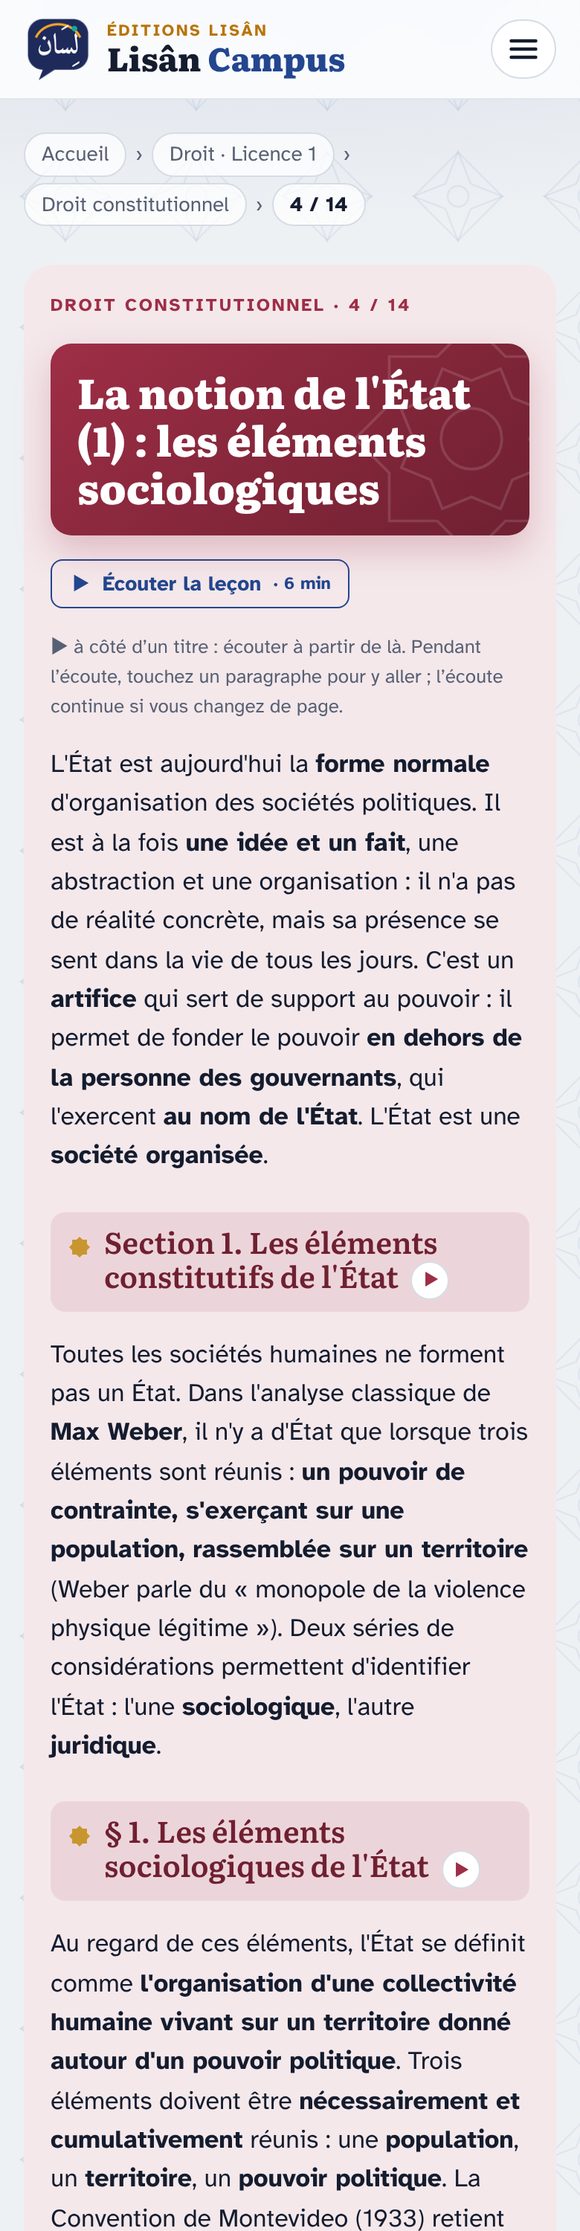 لِسَان
ÉDITIONS LISÂN
Lisân Campus
Accueil › Droit · Licence 1 ›
Droit constitutionnel › 4 / 14
DROIT CONSTITUTIONNEL · 4 / 14
La notion de l'État
(1) : les éléments
sociologiques
▶ Écouter la leçon · 6 min
▶ à côté d’un titre : écouter à partir de là. Pendant
l’écoute, touchez un paragraphe pour y aller ; l’écoute
continue si vous changez de page.
L'État est aujourd'hui la forme normale
d'organisation des sociétés politiques. Il
est à la fois une idée et un fait, une
abstraction et une organisation : il n'a pas
de réalité concrète, mais sa présence se
sent dans la vie de tous les jours. C'est un
artifice qui sert de support au pouvoir : il
permet de fonder le pouvoir en dehors de
la personne des gouvernants, qui
l'exercent au nom de l'État. L'État est une
société organisée.
Section 1. Les éléments
constitutifs de l'État ▶
Toutes les sociétés humaines ne forment
pas un État. Dans l'analyse classique de
Max Weber, il n'y a d'État que lorsque trois
éléments sont réunis : un pouvoir de
contrainte, s'exerçant sur une
population, rassemblée sur un territoire
(Weber parle du « monopole de la violence
physique légitime »). Deux séries de
considérations permettent d'identifier
l'État : l'une sociologique, l'autre
juridique.
§ 1. Les éléments
sociologiques de l'État ▶
Au regard de ces éléments, l'État se définit
comme l'organisation d'une collectivité
humaine vivant sur un territoire donné
autour d'un pouvoir politique. Trois
éléments doivent être nécessairement et
cumulativement réunis : une population,
un territoire, un pouvoir politique. La
Convention de Montevideo (1933) retient